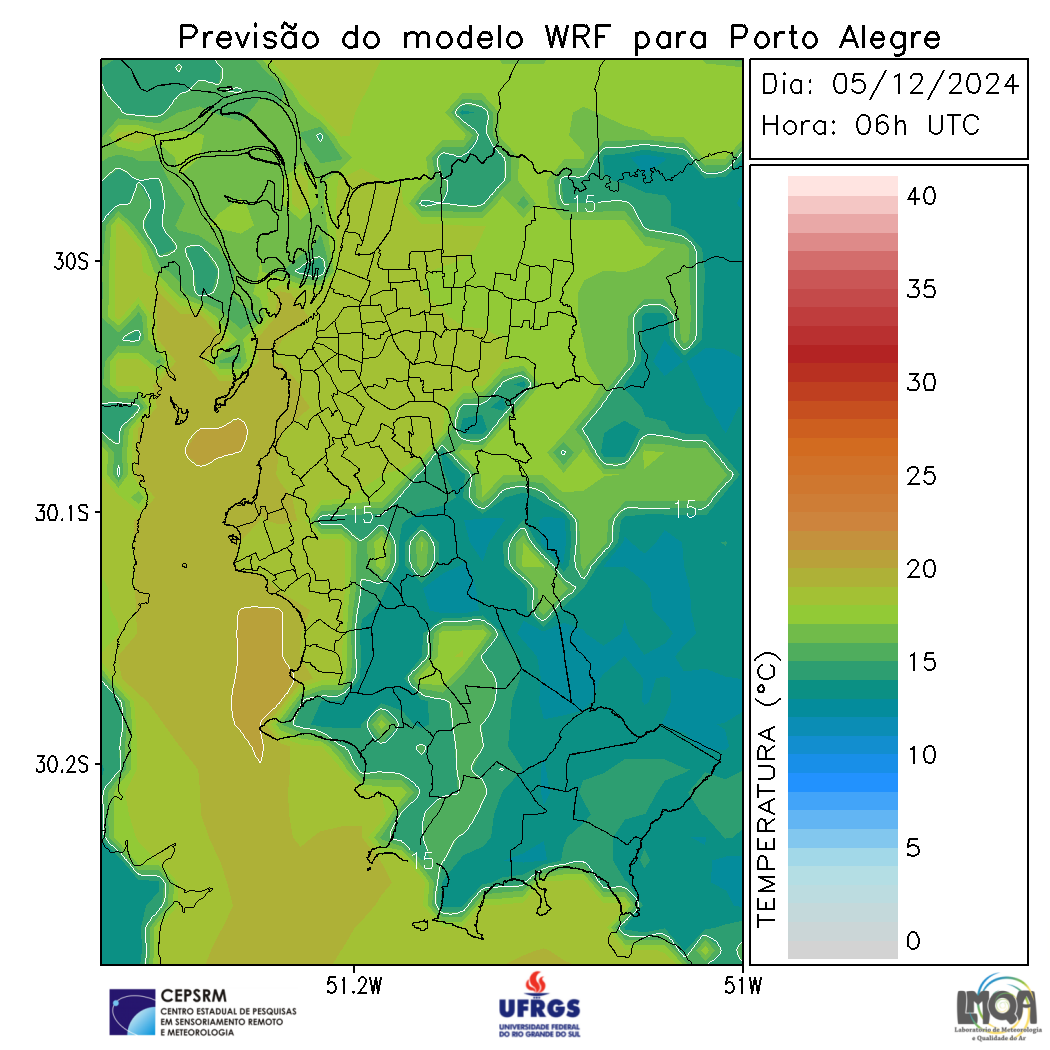 Previsão do modelo WRF para Porto Alegre
Dia: 05/12/2024
Hora: 06h UTC
40
35
30
25
20
15
10
5
0
TEMPERATURA (°C)
30S
30.1S
30.2S
51.2W
51W
15
15
15
15
CEPSRM
CENTRO ESTADUAL DE PESQUISAS
EM SENSORIAMENTO REMOTO
E METEOROLOGIA
UFRGS
UNIVERSIDADE FEDERAL
DO RIO GRANDE DO SUL
LMQA
Laboratório de Meteorologia
e Qualidade do Ar